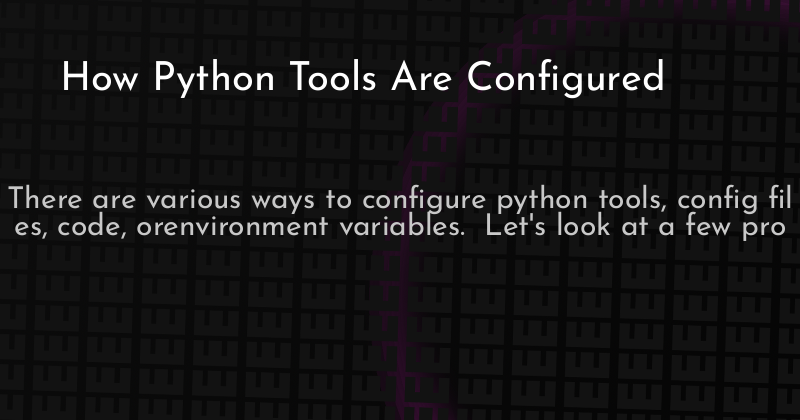 How Python Tools Are Configured
There are various ways to configure python tools, config fil
es, code, orenvironment variables.  Let's look at a few pro